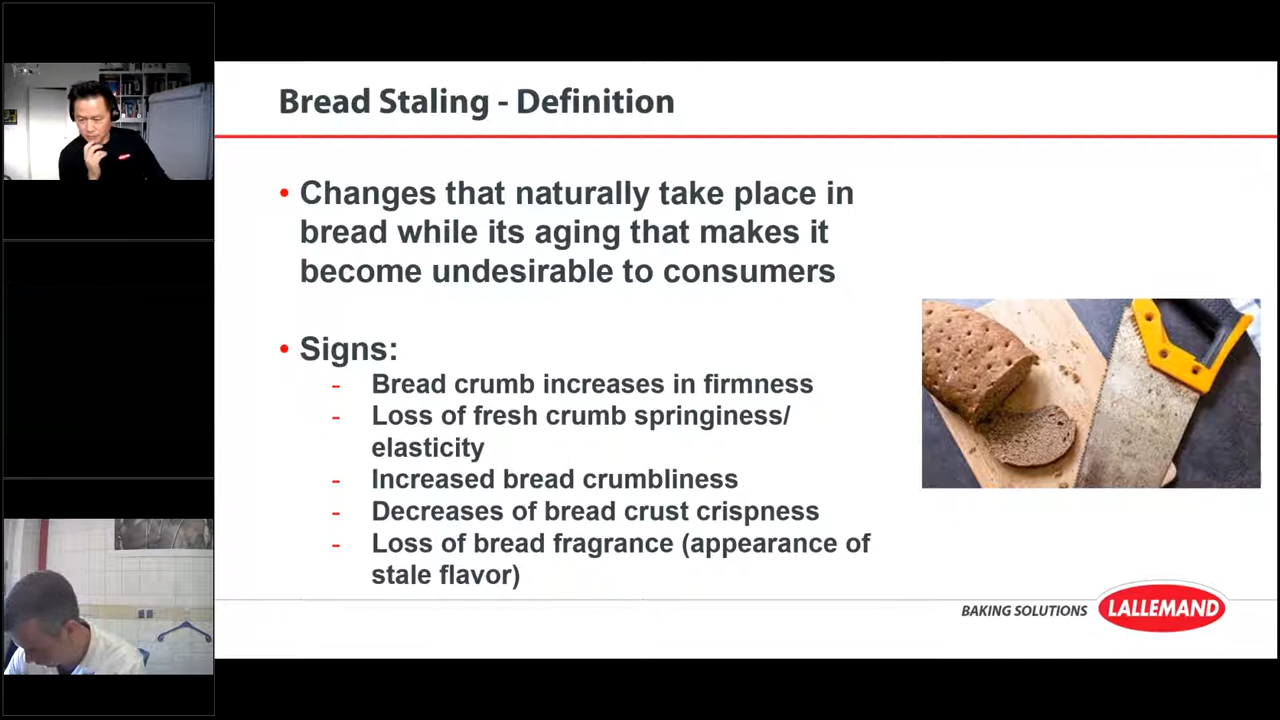 Bread Staling - Definition
• Changes that naturally take place in
bread while its aging that makes it
become undesirable to consumers
• Signs:
- Bread crumb increases in firmness
- Loss of fresh crumb springiness/
elasticity
- Increased bread crumbliness
- Decreases of bread crust crispness
- Loss of bread fragrance (appearance of
stale flavor)
BAKING SOLUTIONS LALLEMAND